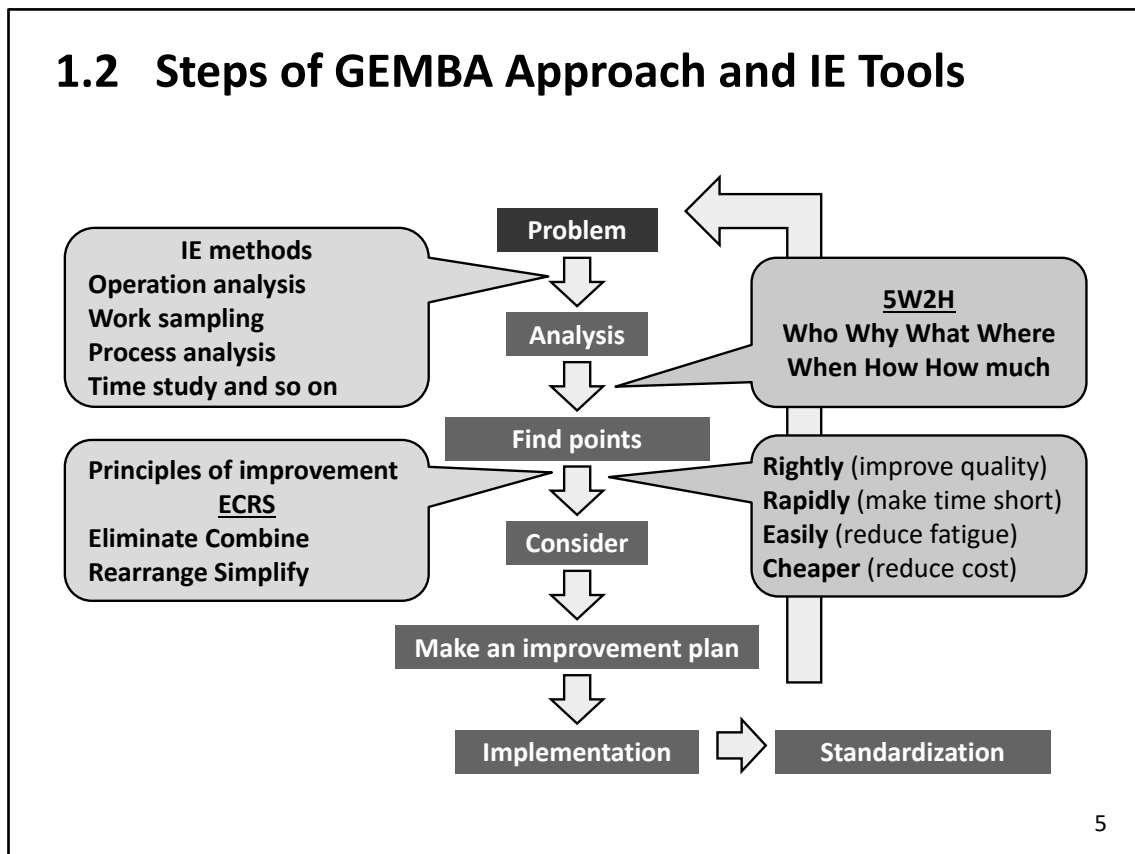 1.2 Steps of GEMBA Approach and IE Tools
Problem
IE methods
Operation analysis
Work sampling
Process analysis
Time study and so on
Analysis
5W2H
Who Why What Where
When How How much
Find points
Principles of improvement
ECRS
Eliminate Combine
Rearrange Simplify
Rightly (improve quality)
Rapidly (make time short)
Easily (reduce fatigue)
Cheaper (reduce cost)
Consider
Make an improvement plan
Implementation
Standardization
5